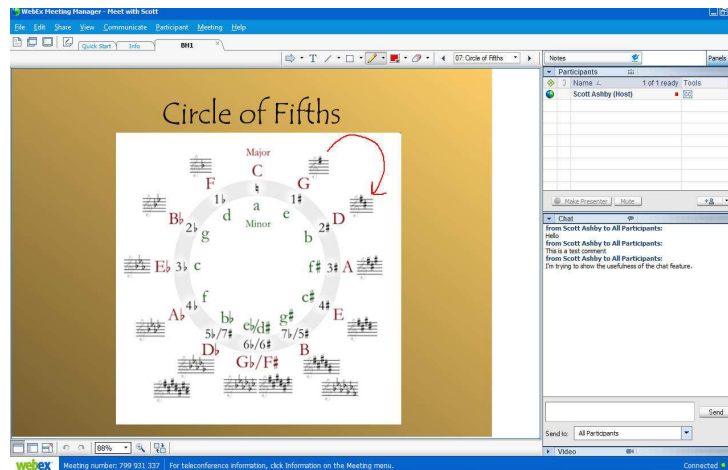 WebEx Meeting Manager - Meet with Scott
File Edit Share View Communicate Participant Meeting Help
Quick Start Info BH1
07: Circle of Fifths
Notes Panels
Circle of Fifths
Major
C
♮
F G
1♭ 1♯
d a e
Minor
B♭ 2♭ g b 2♯ D
E♭ 3♭ c f♯ 3♯ A
A♭ 4♭ f c♯ 4♯ E
b♭ e♭/d♯ g♯
5♭/7♯ 6♭/6♯ 7♭/5♯
D♭ G♭/F♯ B
Participants
Name 1 of 1 ready Tools
Scott Ashby (Host)
Make Presenter Mute
Chat
from Scott Ashby to All Participants:
Hello
from Scott Ashby to All Participants:
This is a test comment
from Scott Ashby to All Participants:
I'm trying to show the usefulness of the chat feature.
Send
Send to: All Participants
Video
88%
webex Meeting number: 799 931 337 For teleconference information, click Information on the Meeting menu. Connected